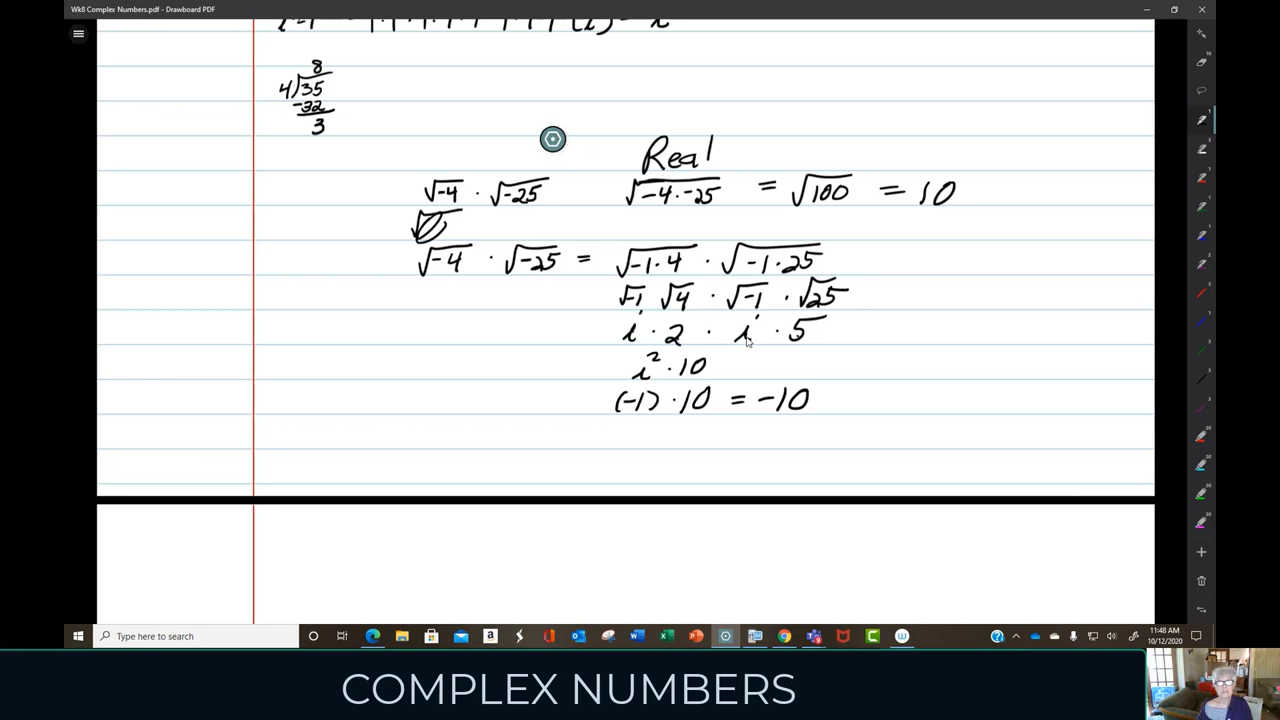 Wk8 Complex Numbers.pdf - Drawboard PDF
8
4)35
-32
3
Real
√-4 · √-25 √-4·-25 = √100 = 10
√-4 · √-25 = √-1·4 · √-1·25
√-1 √4 · √-1 · √25
i · 2 · i · 5
i² · 10
(-1) · 10 = -10
Type here to search
11:48 AM
10/12/2020
COMPLEX NUMBERS